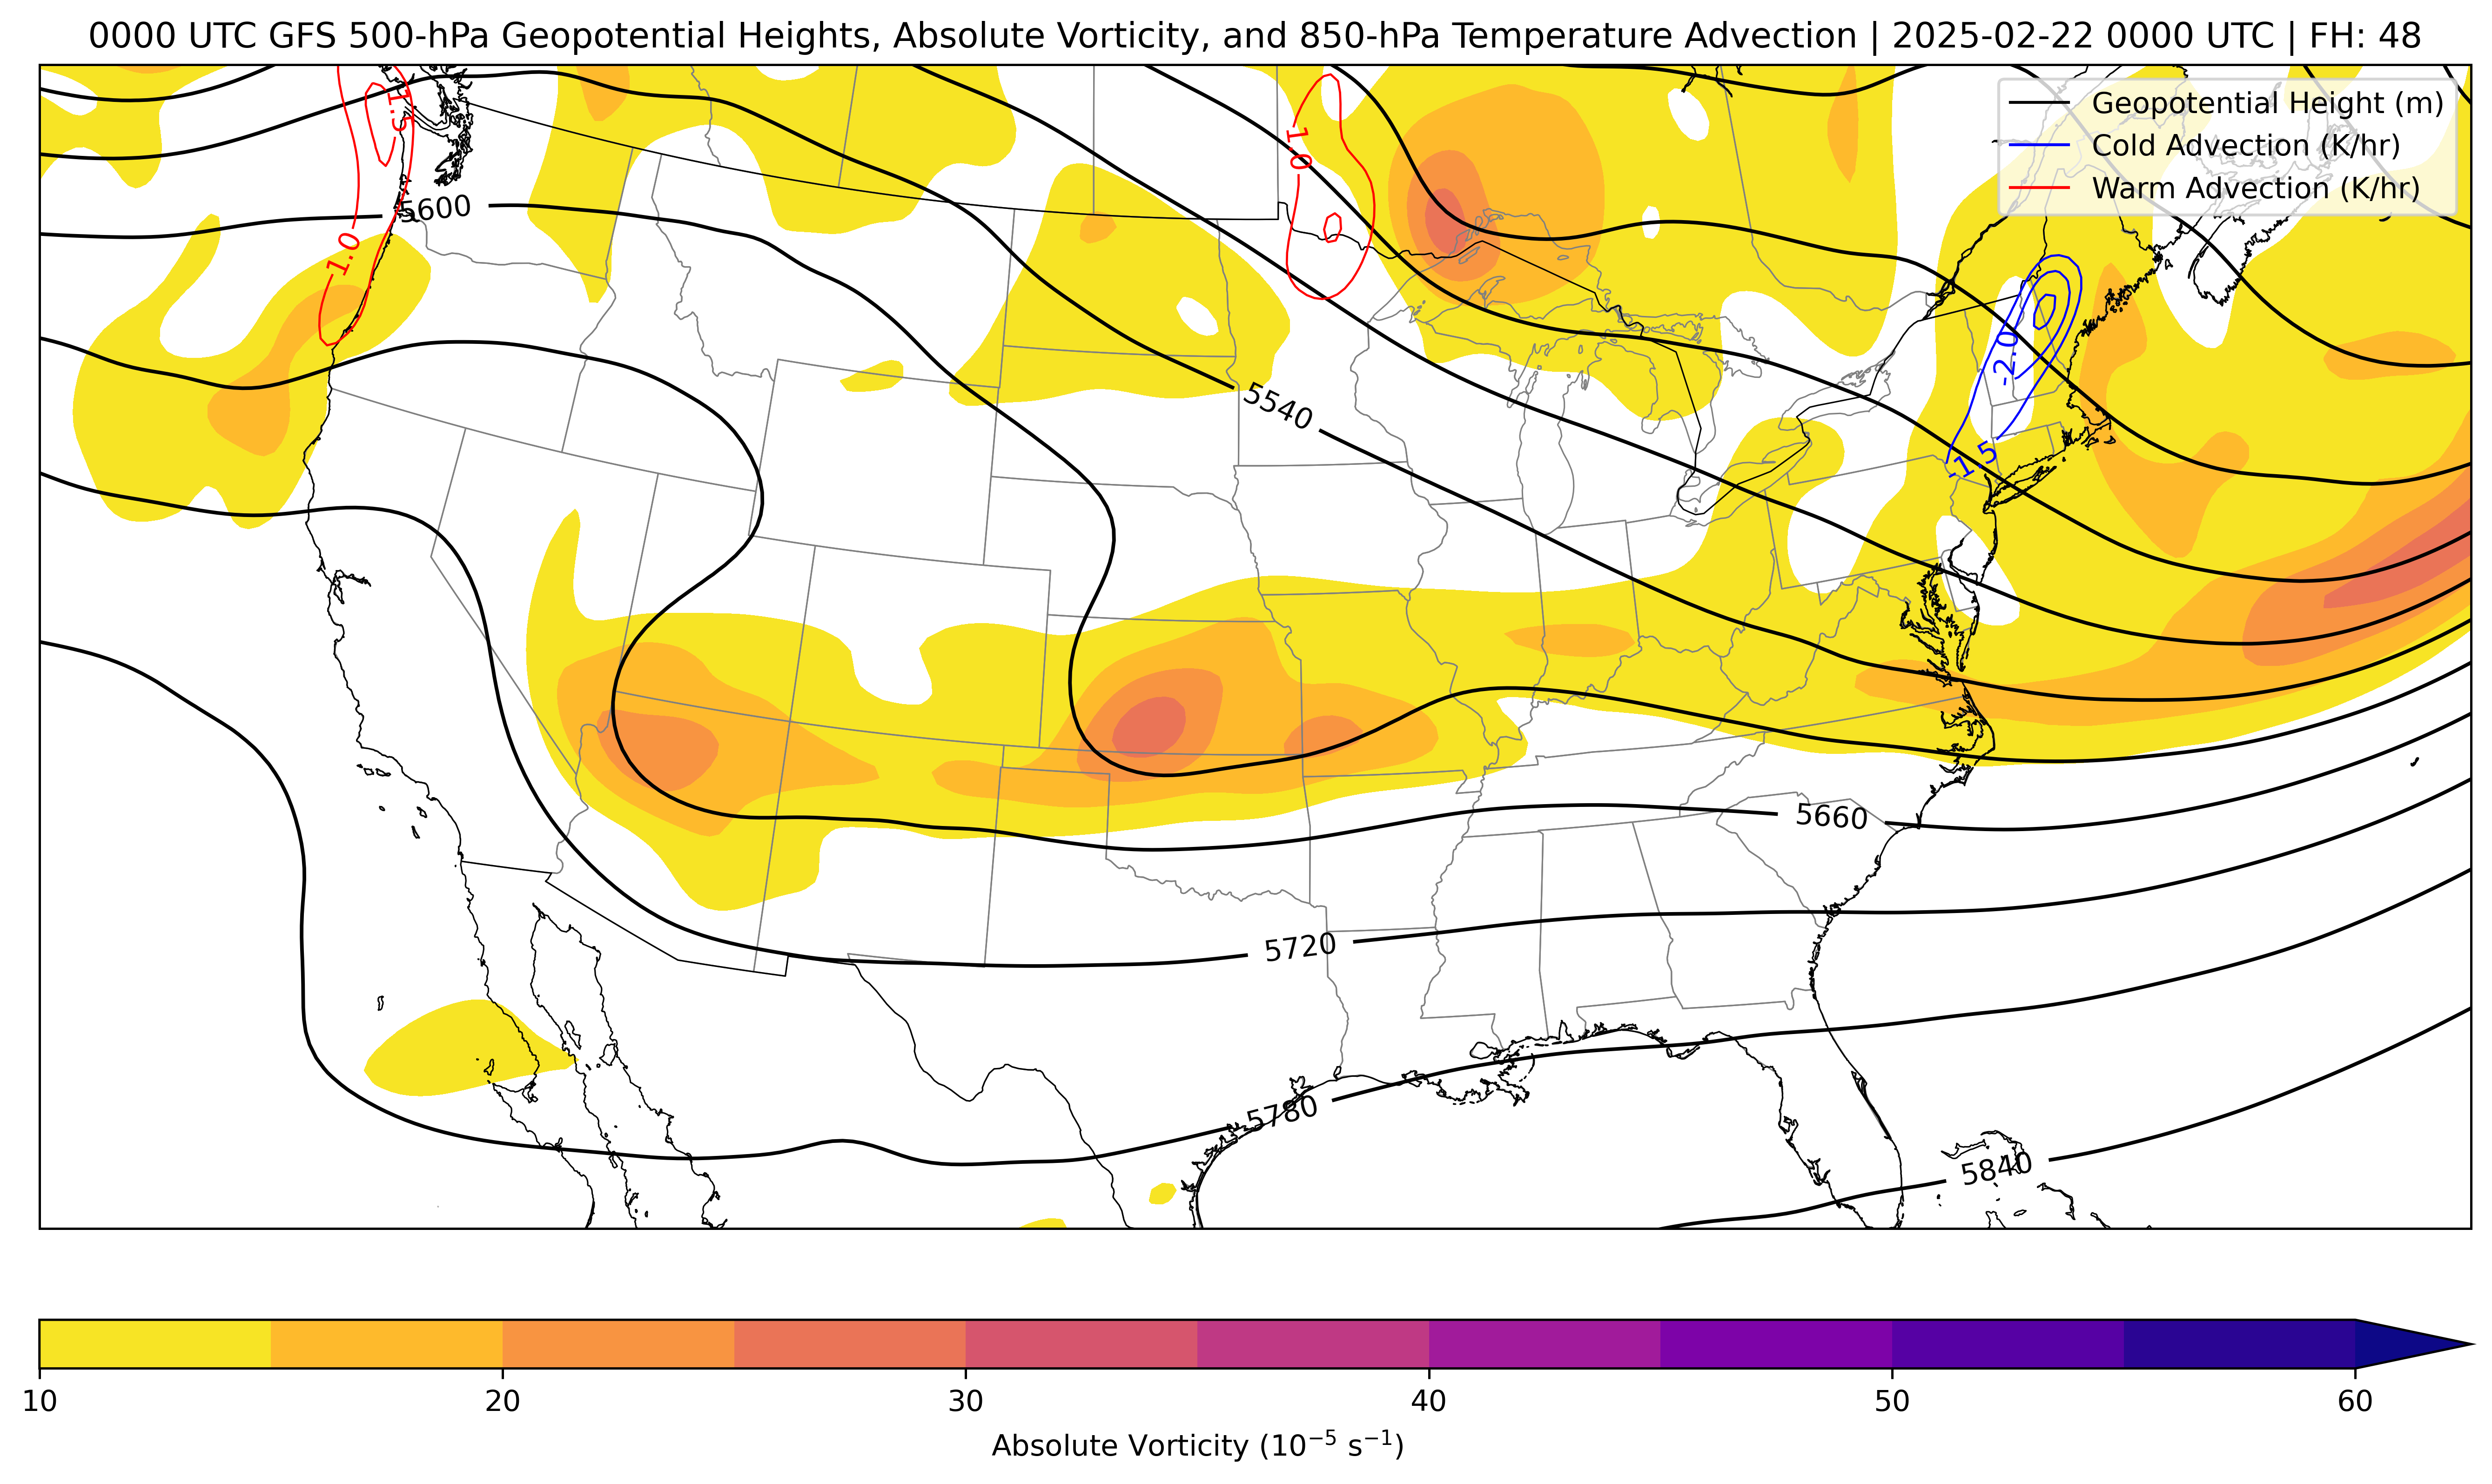 0000 UTC GFS 500-hPa Geopotential Heights, Absolute Vorticity, and 850-hPa Temperature Advection | 2025-02-22 0000 UTC | FH: 48
Geopotential Height (m)
Cold Advection (K/hr)
Warm Advection (K/hr)
1.5
1.0
5600
1.0
-2.0
5540
-1.5
5660
5720
5780
5840
10 20 30 40 50 60
Absolute Vorticity (10⁻⁵ s⁻¹)